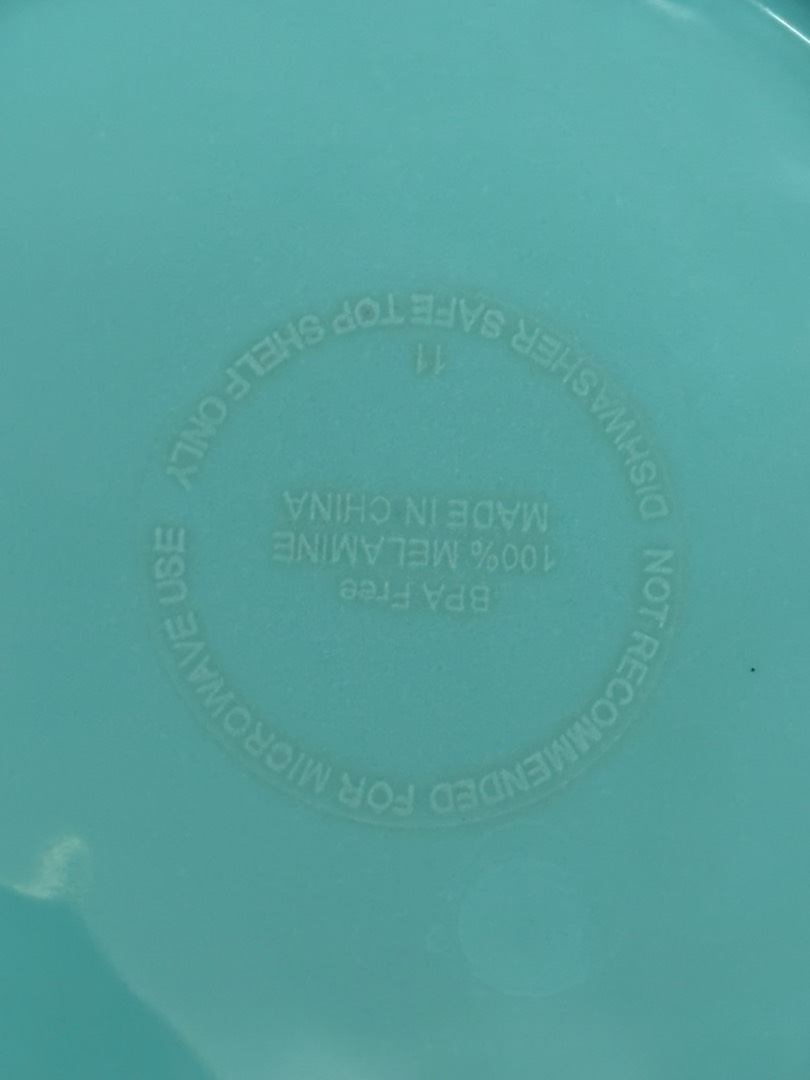 NOT RECOMMENDED FOR MICROWAVE USE
BPA Free
100% MELAMINE
MADE IN CHINA
11
DISHWASHER SAFE TOP SHELF ONLY